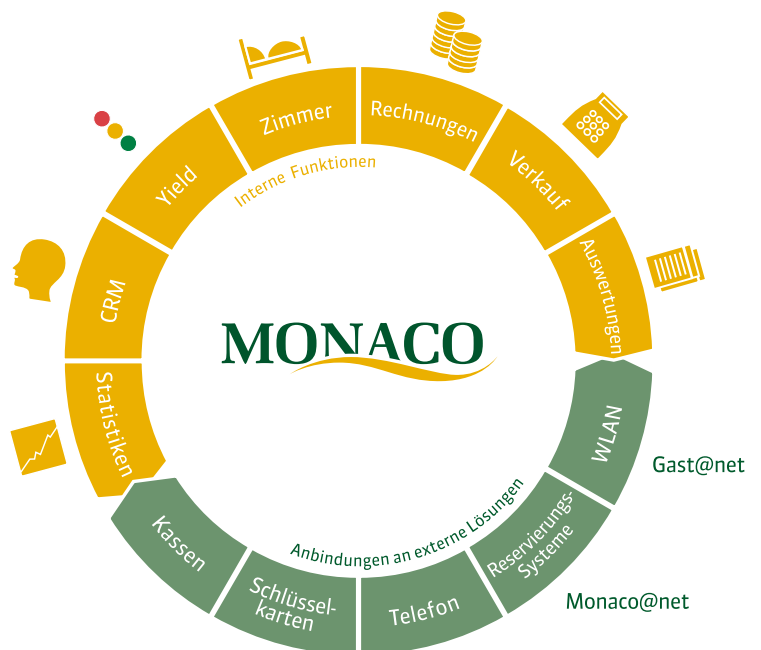 Zimmer
Rechnungen
Verkauf
Auswertungen
WLAN
Reservierungs-
Systeme
Telefon
Schlüssel-
karten
Kassen
Statistiken
CRM
Yield
Interne Funktionen
MONACO
Anbindungen an externe Lösungen
Gast@net
Monaco@net